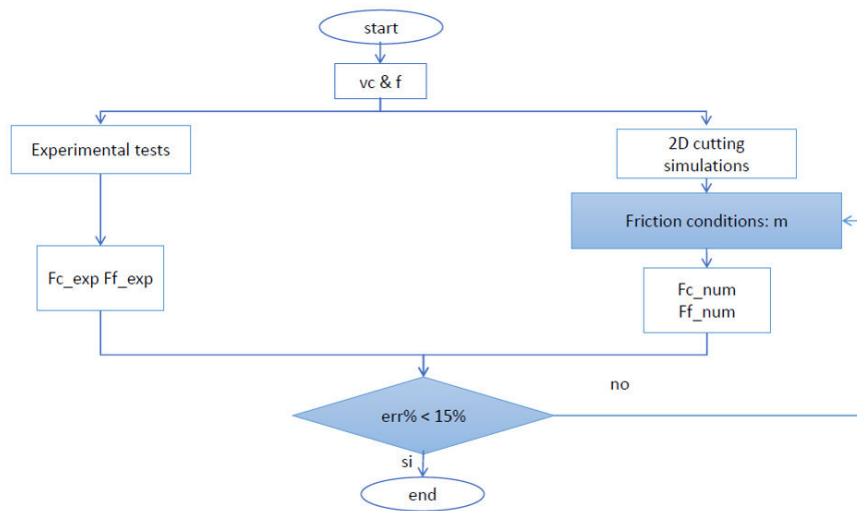 start
vc & f
Experimental tests
2D cutting
simulations
Friction conditions: m
Fc_exp Ff_exp
Fc_num
Ff_num
no
err% < 15%
si
end